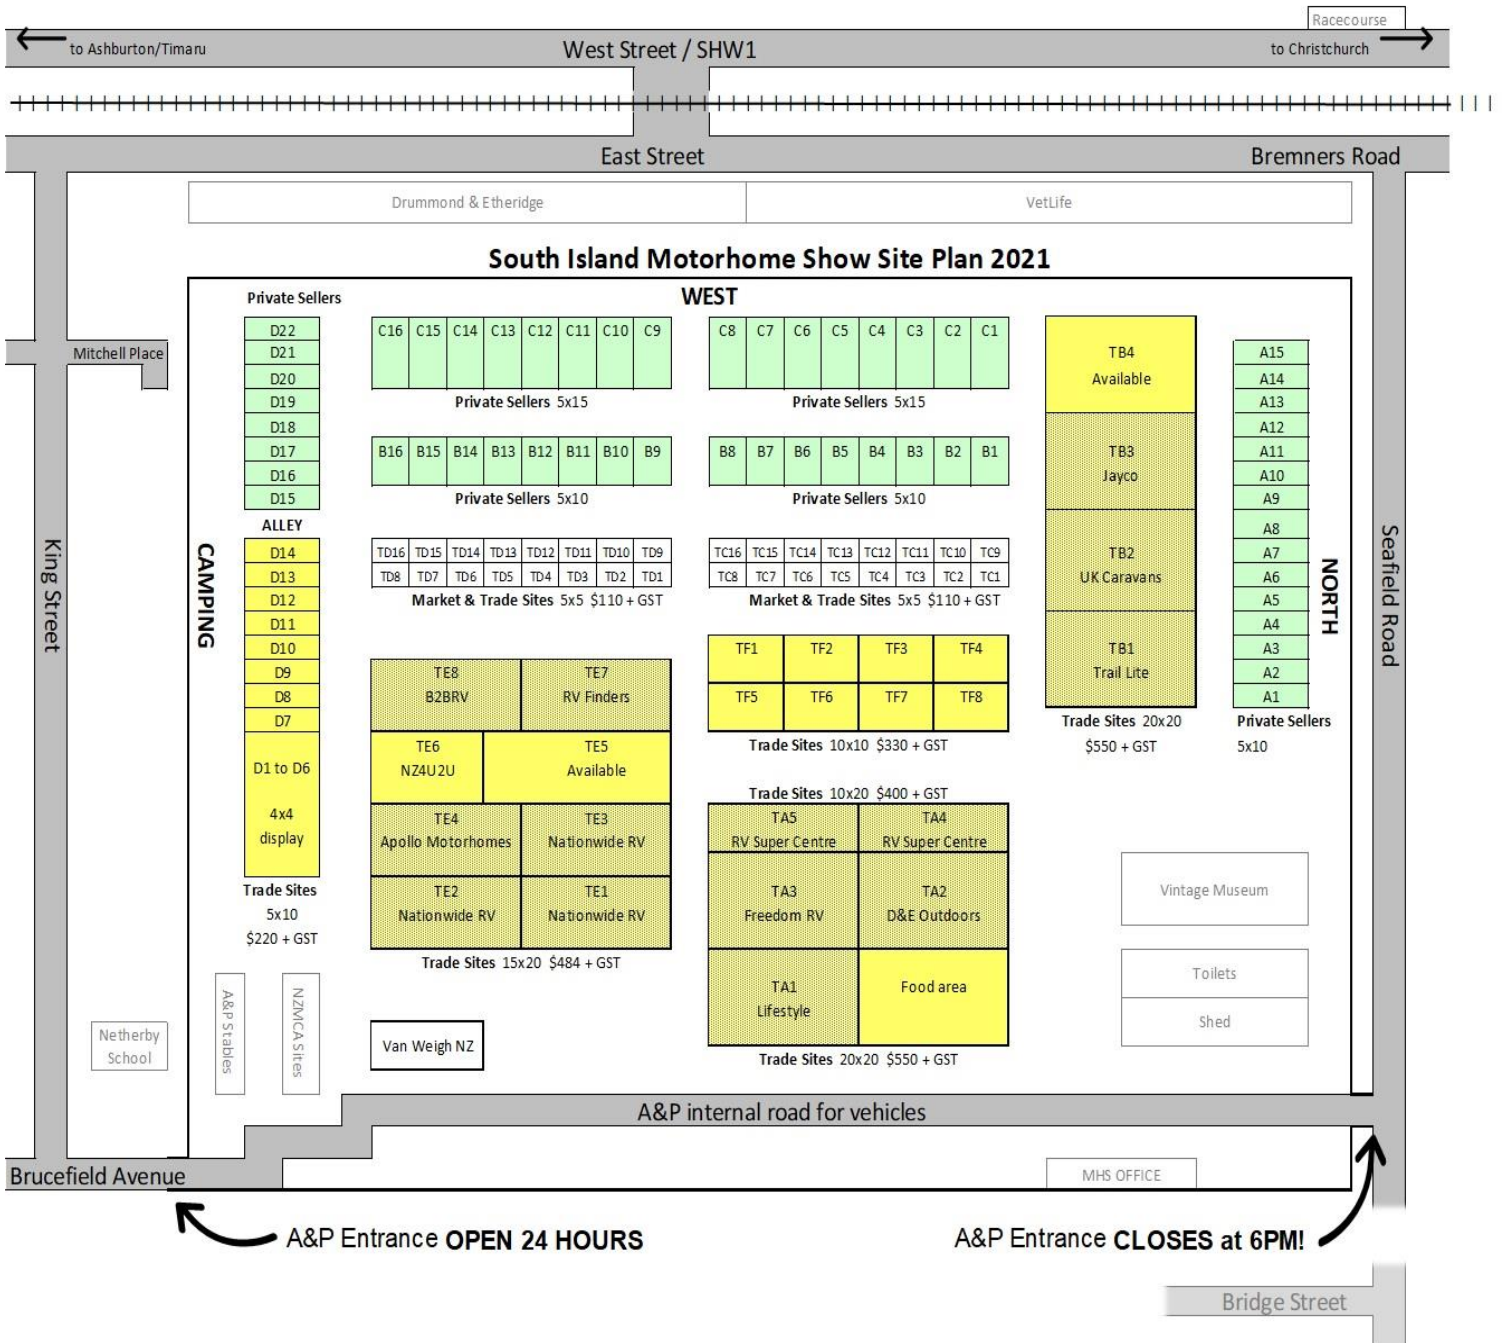 Racecourse
to Ashburton/Timaru
West Street / SHW1
to Christchurch
East Street
Bremners Road
Drummond & Etheridge
VetLife
South Island Motorhome Show Site Plan 2021
WEST
Private Sellers
D22
D21
D20
D19
D18
D17
D16
D15
ALLEY
D14
D13
D12
D11
D10
D9
D8
D7
D1 to D6
4x4
display
Trade Sites
5x10
$220 + GST
Mitchell Place
King Street
CAMPING
C16 C15 C14 C13 C12 C11 C10 C9
Private Sellers 5x15
B16 B15 B14 B13 B12 B11 B10 B9
Private Sellers 5x10
TD16 TD15 TD14 TD13 TD12 TD11 TD10 TD9
TD8 TD7 TD6 TD5 TD4 TD3 TD2 TD1
Market & Trade Sites 5x5 $110 + GST
TE8
B2BRV
TE7
RV Finders
TE6
NZ4U2U
TE5
Available
TE4
Apollo Motorhomes
TE3
Nationwide RV
TE2
Nationwide RV
TE1
Nationwide RV
Trade Sites 15x20 $484 + GST
C8 C7 C6 C5 C4 C3 C2 C1
Private Sellers 5x15
B8 B7 B6 B5 B4 B3 B2 B1
Private Sellers 5x10
TC16 TC15 TC14 TC13 TC12 TC11 TC10 TC9
TC8 TC7 TC6 TC5 TC4 TC3 TC2 TC1
Market & Trade Sites 5x5 $110 + GST
TF1 TF2 TF3 TF4
TF5 TF6 TF7 TF8
Trade Sites 10x10 $330 + GST
Trade Sites 10x20 $400 + GST
TA5
RV Super Centre
TA4
RV Super Centre
TA3
Freedom RV
TA2
D&E Outdoors
TA1
Lifestyle
Food area
Trade Sites 20x20 $550 + GST
TB4
Available
TB3
Jayco
TB2
UK Caravans
TB1
Trail Lite
Trade Sites 20x20
$550 + GST
A15
A14
A13
A12
A11
A10
A9
A8
A7
A6
A5
A4
A3
A2
A1
Private Sellers
5x10
NORTH
Seafield Road
Vintage Museum
Toilets
Shed
Netherby
School
A&P Stables
NZMCA Sites
Van Weigh NZ
A&P internal road for vehicles
Brucefield Avenue
MHS OFFICE
A&P Entrance OPEN 24 HOURS
A&P Entrance CLOSES at 6PM!
Bridge Street